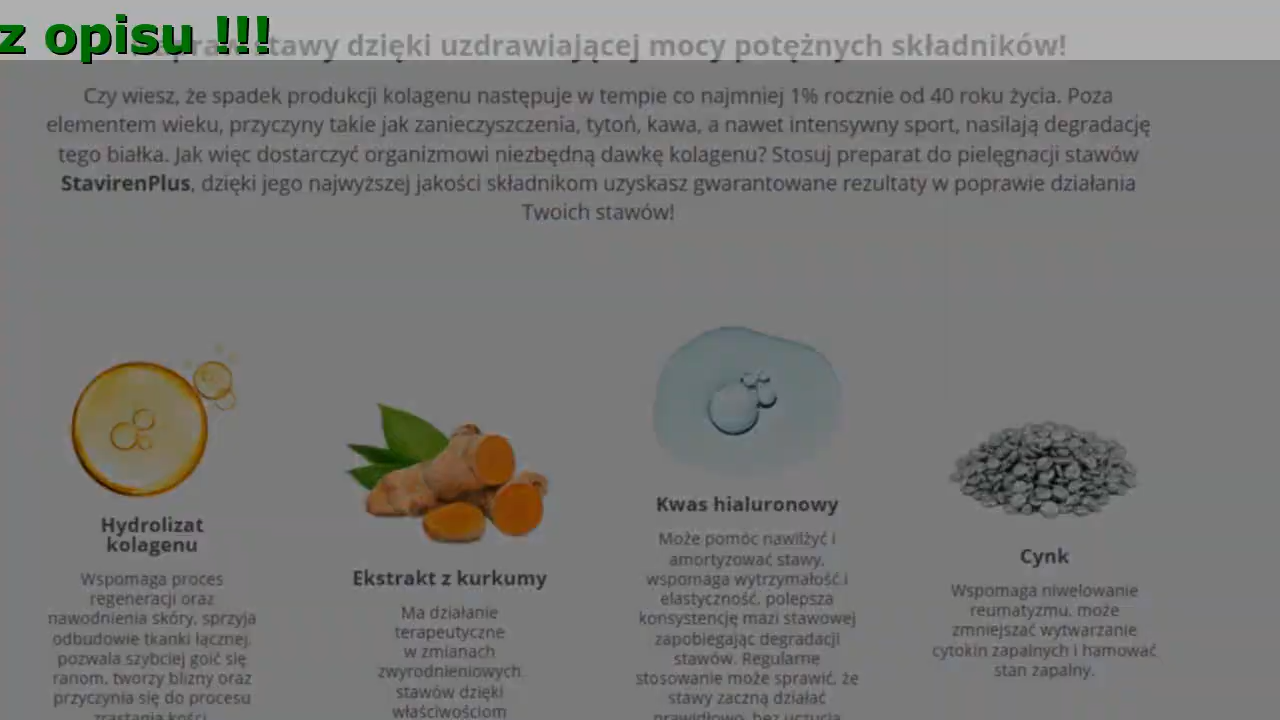 z opisu !!!
stawy dzięki uzdrawiającej mocy potężnych składników!
Czy wiesz, że spadek produkcji kolagenu następuje w tempie co najmniej 1% rocznie od 40 roku życia. Poza
elementem wieku, przyczyny takie jak zanieczyszczenia, tytoń, kawa, a nawet intensywny sport, nasilają degradację
tego białka. Jak więc dostarczyć organizmowi niezbędną dawkę kolagenu? Stosuj preparat do pielęgnacji stawów
StavirenPlus, dzięki jego najwyższej jakości składnikom uzyskasz gwarantowane rezultaty w poprawie działania
Twoich stawów!
Hydrolizat
kolagenu
Wspomaga proces
regeneracji oraz
nawodnienia skóry, sprzyja
odbudowie tkanki łącznej,
pozwala szybciej goić się
ranom, tworzy blizny oraz
przyczynia się do procesu
zrastania kości.
Ekstrakt z kurkumy
Ma działanie
terapeutyczne
w zmianach
zwyrodnieniowych
stawów dzięki
właściwościom
Kwas hialuronowy
Może pomóc nawilżyć i
amortyzować stawy,
wspomaga wytrzymałość i
elastyczność, polepsza
konsystencję mazi stawowej
zapobiegając degradacji
stawów. Regularne
stosowanie może sprawić, że
stawy zaczną działać
prawidłowo, bez uczucia
Cynk
Wspomaga niwelowanie
reumatyzmu, może
zmniejszać wytwarzanie
cytokin zapalnych i hamować
stan zapalny.